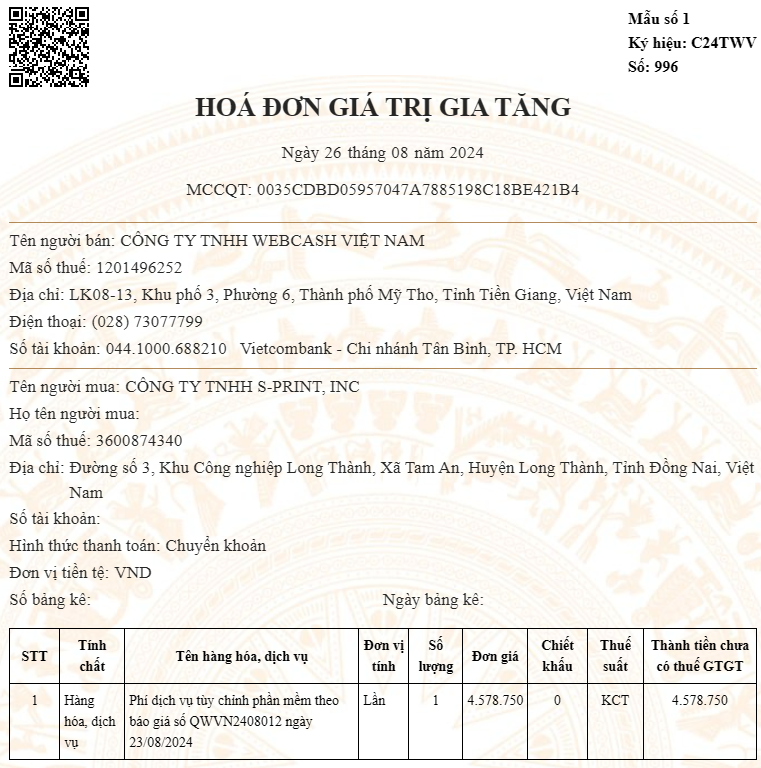 Mẫu số 1
Ký hiệu: C24TWV
Số: 996
HOÁ ĐƠN GIÁ TRỊ GIA TĂNG
Ngày 26 tháng 08 năm 2024
MCCQT: 0035CDBD05957047A7885198C18BE421B4
Tên người bán: CÔNG TY TNHH WEBCASH VIỆT NAM
Mã số thuế: 1201496252
Địa chỉ: LK08-13, Khu phố 3, Phường 6, Thành phố Mỹ Tho, Tỉnh Tiền Giang, Việt Nam
Điện thoại: (028) 73077799
Số tài khoản: 044.1000.688210 Vietcombank - Chi nhánh Tân Bình, TP. HCM
Tên người mua: CÔNG TY TNHH S-PRINT, INC
Họ tên người mua:
Mã số thuế: 3600874340
Địa chỉ: Đường số 3, Khu Công nghiệp Long Thành, Xã Tam An, Huyện Long Thành, Tỉnh Đồng Nai, Việt
Nam
Số tài khoản:
Hình thức thanh toán: Chuyển khoản
Đơn vị tiền tệ: VND
Số bảng kê: Ngày bảng kê:
STT Tính chất Tên hàng hóa, dịch vụ Đơn vị tính Số lượng Đơn giá Chiết khấu Thuế suất Thành tiền chưa có thuế GTGT
1 Hàng hóa, dịch vụ Phí dịch vụ tùy chỉnh phần mềm theo báo giá số QWVN2408012 ngày 23/08/2024 Lần 1 4.578.750 0 KCT 4.578.750